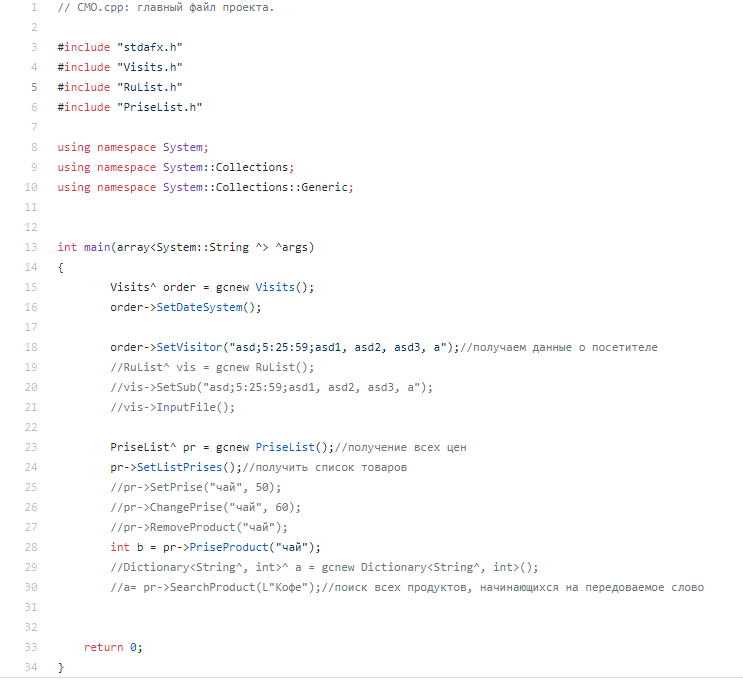 1 // СМО.cpp: главный файл проекта.
2
3 #include "stdafx.h"
4 #include "Visits.h"
5 #include "RuList.h"
6 #include "PriseList.h"
7
8 using namespace System;
9 using namespace System::Collections;
10 using namespace System::Collections::Generic;
11
12
13 int main(array<System::String ^> ^args)
14 {
15 Visits^ order = gcnew Visits();
16 order->SetDateSystem();
17
18 order->SetVisitor("asd;5:25:59;asd1, asd2, asd3, a");//получаем данные о посетителе
19 //RuList^ vis = gcnew RuList();
20 //vis->SetSub("asd;5:25:59;asd1, asd2, asd3, a");
21 //vis->InputFile();
22
23 PriseList^ pr = gcnew PriseList();//получение всех цен
24 pr->SetListPrises();//получить список товаров
25 //pr->SetPrise("чай", 50);
26 //pr->ChangePrise("чай", 60);
27 //pr->RemoveProduct("чай");
28 int b = pr->PriseProduct("чай");
29 //Dictionary<String^, int>^ a = gcnew Dictionary<String^, int>();
30 //a= pr->SearchProduct(L"Кофе");//поиск всех продуктов, начинающихся на передоваемое слово
31
32
33 return 0;
34 }